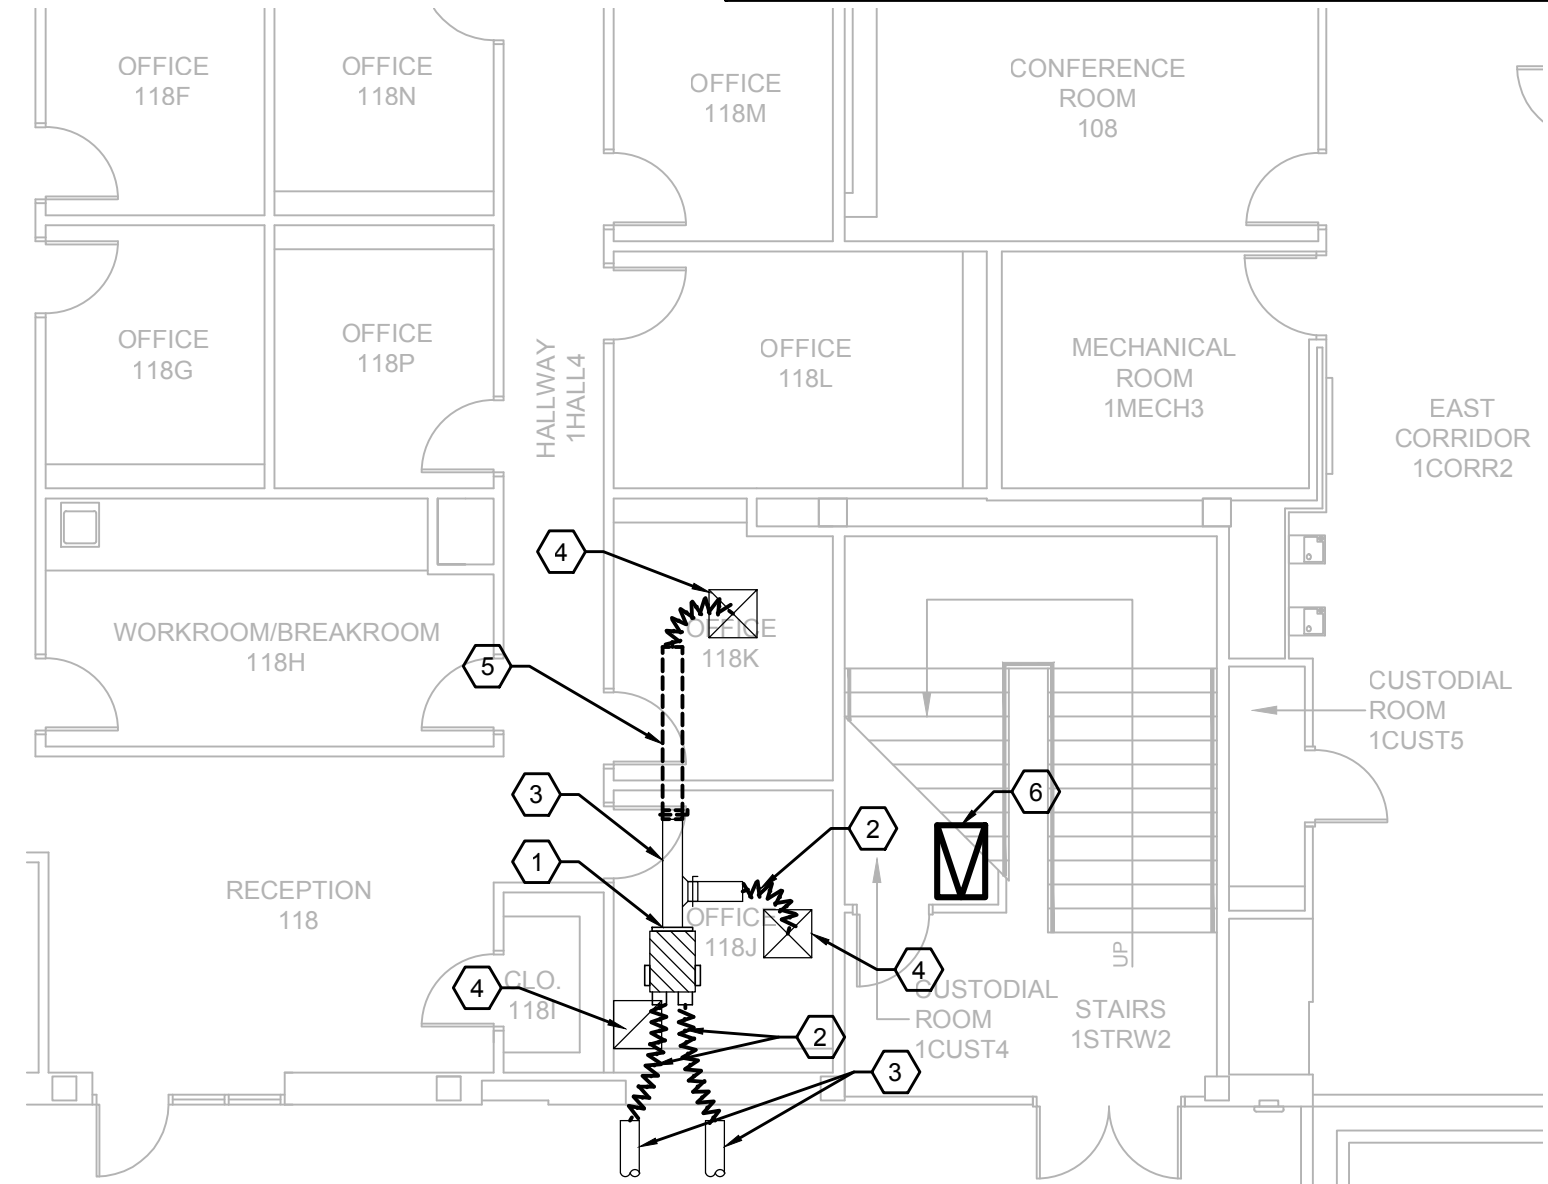 OFFICE
118F
OFFICE
118N
OFFICE
118M
CONFERENCE
ROOM
108
OFFICE
118G
OFFICE
118P
HALLWAY
1HALL4
OFFICE
118L
MECHANICAL
ROOM
1MECH3
EAST
CORRIDOR
1CORR2
4
WORKROOM/BREAKROOM
118H
5
OFFICE
118K
CUSTODIAL
ROOM
1CUST5
3
6
2
1
RECEPTION
118
OFFICE
118J
4
UP
4
CLO.
118I
2
CUSTODIAL
ROOM
1CUST4
STAIRS
1STRW2
3